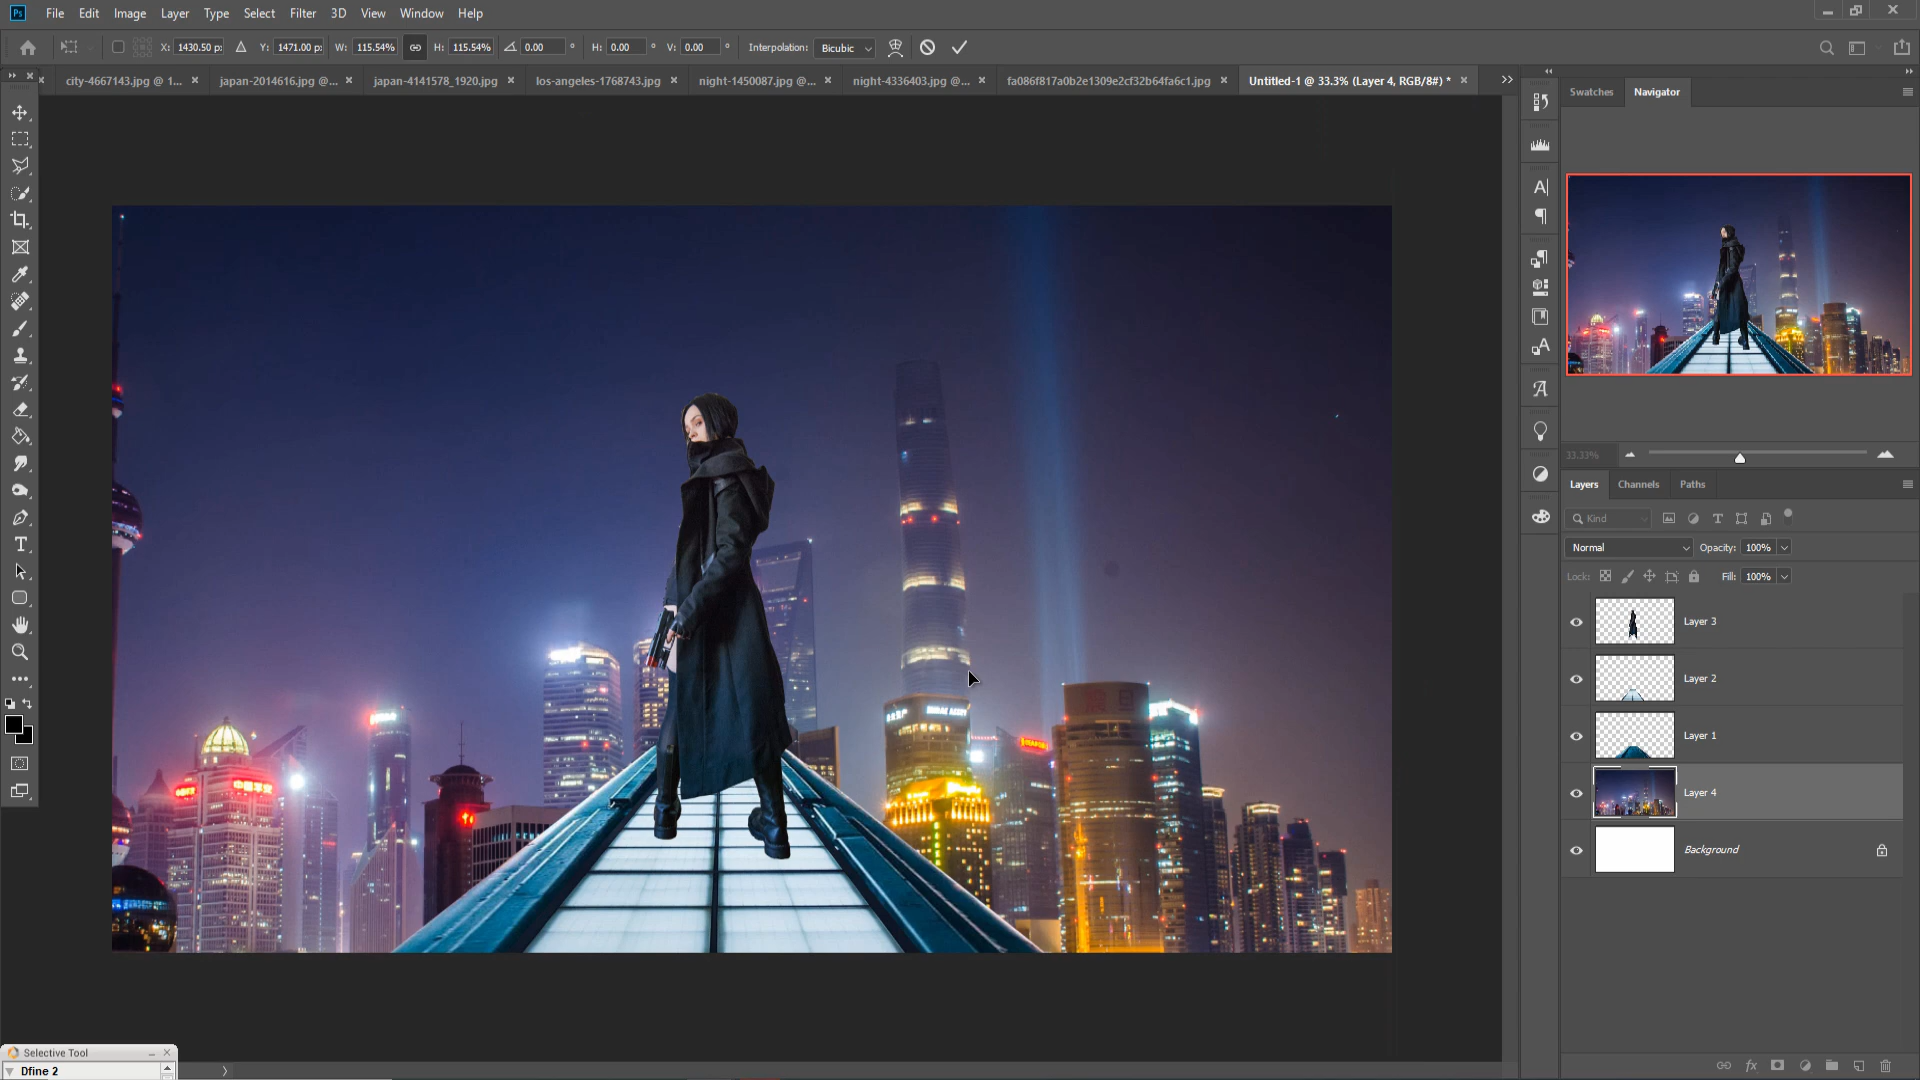 Ps File Edit Image Layer Type Select Filter 3D View Window Help
X: 1430.50 px Y: 1471.00 px W: 115.54% H: 115.54% 0.00 ° H: 0.00 ° V: 0.00 ° Interpolation: Bicubic
city-4667143.jpg @ 1... × japan-2014616.jpg @... × japan-4141578_1920.jpg × los-angeles-1768743.jpg × night-1450087.jpg @... × night-4336403.jpg @... × fa086f817a0b2e1309e2cf32b64fa6c1.jpg × Untitled-1 @ 33.3% (Layer 4, RGB/8#) * ×
Swatches Navigator
33.33%
Layers Channels Paths
Kind
Normal Opacity: 100%
Lock: Fill: 100%
Layer 3
Layer 2
Layer 1
Layer 4
Background
Selective Tool
Dfine 2